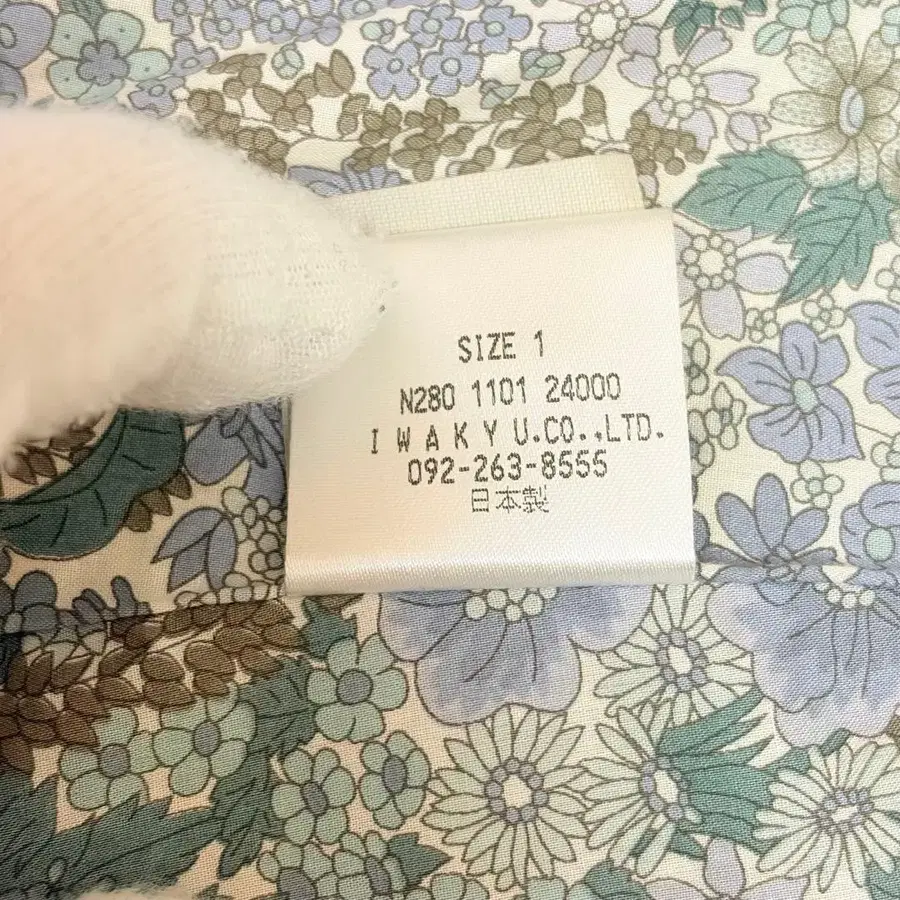 SIZE 1
N280 1101 24000
I W A K Y U.CO.,LTD.
092-263-8555
日本製